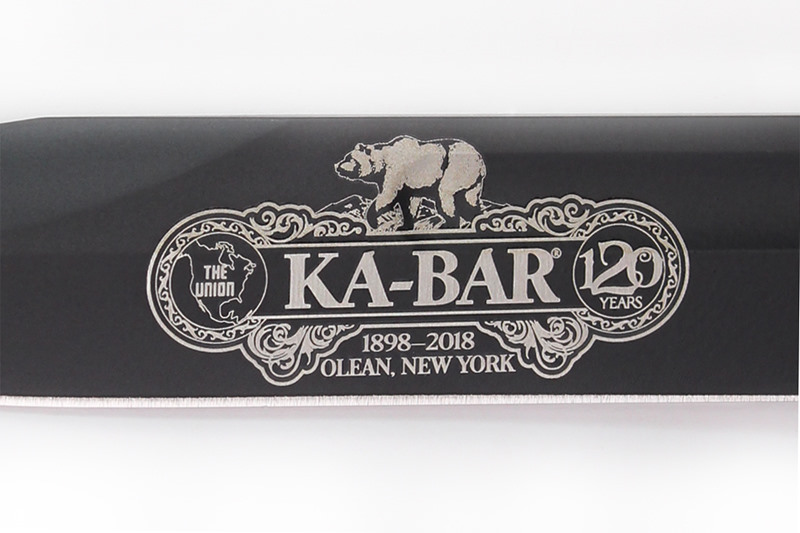 THE
UNION
KA-BAR®
120
YEARS
1898–2018
OLEAN, NEW YORK